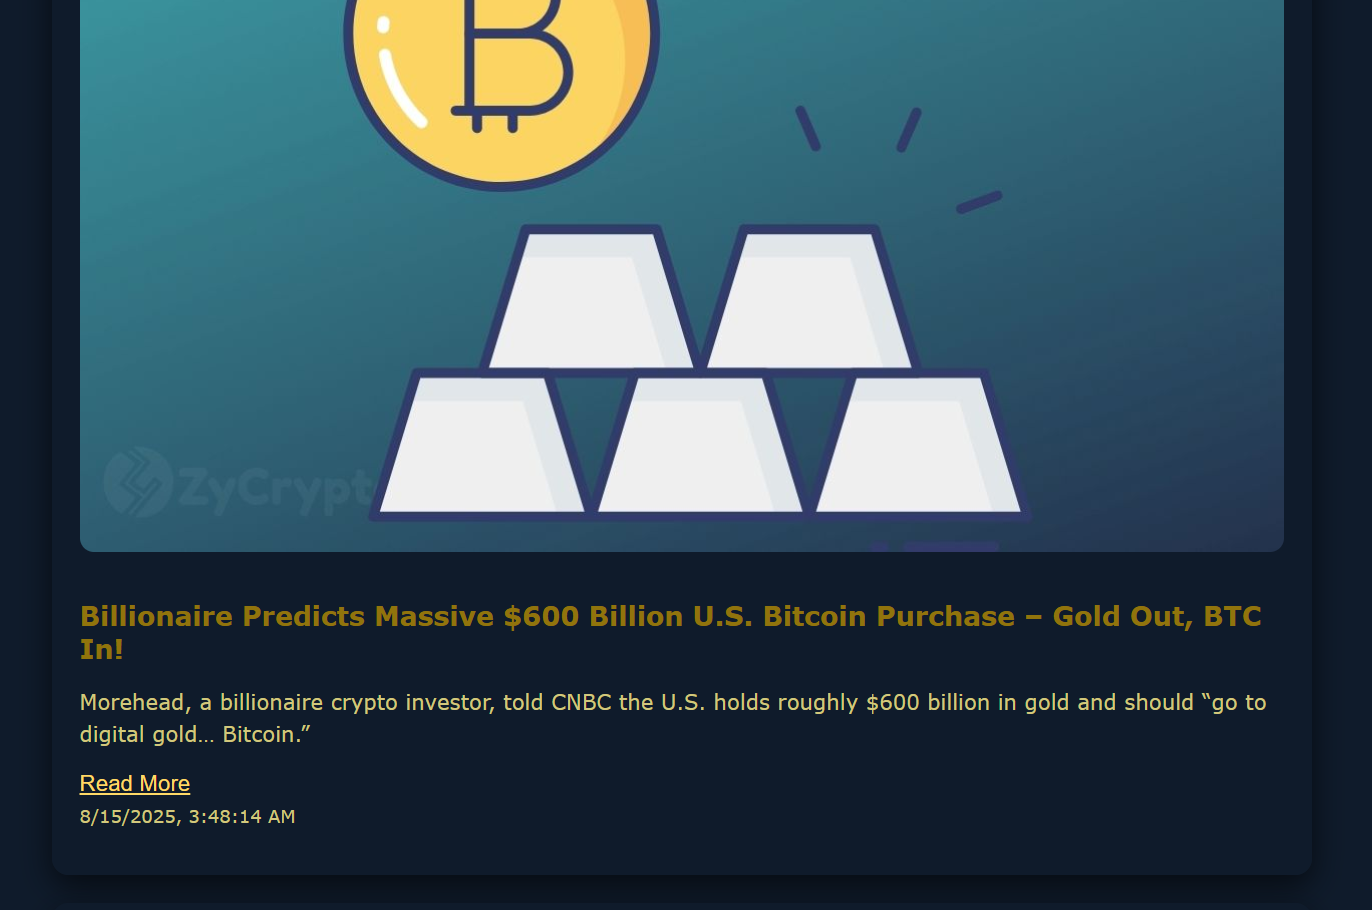 ZyCrypt
Billionaire Predicts Massive $600 Billion U.S. Bitcoin Purchase – Gold Out, BTC
In!
Morehead, a billionaire crypto investor, told CNBC the U.S. holds roughly $600 billion in gold and should “go to
digital gold… Bitcoin.”
Read More
8/15/2025, 3:48:14 AM